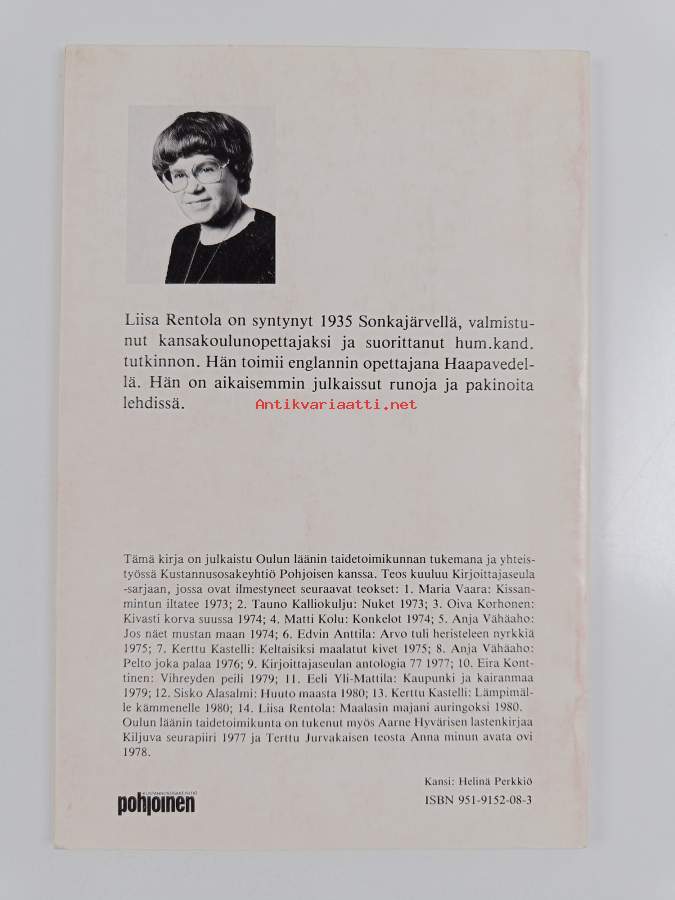 Liisa Rentola on syntynyt 1935 Sonkajärvellä, valmistu-
nut kansakoulunopettajaksi ja suorittanut hum.kand.
tutkinnon. Hän toimii englannin opettajana Haapavedel-
lä. Hän on aikaisemmin julkaissut runoja ja pakinoita
lehdissä.
Antikvariaatti.net
Tämä kirja on julkaistu Oulun läänin taidetoimikunnan tukemana ja yhteis-
työssä Kustannusosakeyhtiö Pohjoisen kanssa. Teos kuuluu Kirjoittajaseula
-sarjaan, jossa ovat ilmestyneet seuraavat teokset: 1. Maria Vaara: Kissan-
mintun iltatee 1973; 2. Tauno Kalliokulju: Nuket 1973; 3. Oiva Korhonen:
Kivasti korva suussa 1974; 4. Matti Kolu: Konkelot 1974; 5. Anja Vähäaho:
Jos näet mustan maan 1974; 6. Edvin Anttila: Arvo tuli heristeleen nyrkkiä
1975; 7. Kerttu Kastelli: Keltaisiksi maalatut kivet 1975; 8. Anja Vähäaho:
Pelto joka palaa 1976; 9. Kirjoittajaseulan antologia 77 1977; 10. Eira Kont-
tinen: Vihreyden peili 1979; 11. Eeli Yli-Mattila: Kaupunki ja kairanmaa
1979; 12. Sisko Alasalmi: Huuto maasta 1980; 13. Kerttu Kastelli: Lämpimäl-
le kämmenelle 1980; 14. Liisa Rentola: Maalasin majani auringoksi 1980.
Oulun läänin taidetoimikunta on tukenut myös Aarne Hyvärisen lastenkirjaa
Kiljuva seurapiiri 1977 ja Terttu Jurvakaisen teosta Anna minun avata ovi
1978.
Kansi: Helinä Perkkiö
ISBN 951-9152-08-3
KUSTANNUSOSAKEYHTIÖ
pohjoinen